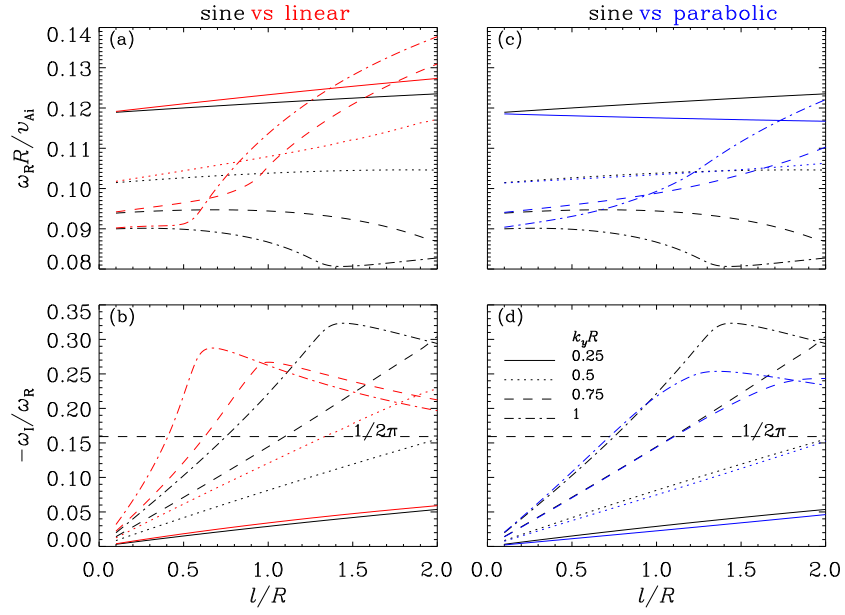 sine vs linear
sine vs parabolic
(a)
(c)
0.14
0.13
0.12
0.11
0.10
0.09
0.08
ω_R R/v_Ai
(b)
(d)
0.35
0.30
0.25
0.20
0.15
0.10
0.05
0.00
−ω_I/ω_R
1/2π
1/2π
k_y R
0.25
0.5
0.75
1
0.0 0.5 1.0 1.5 2.0
0.0 0.5 1.0 1.5 2.0
l/R
l/R